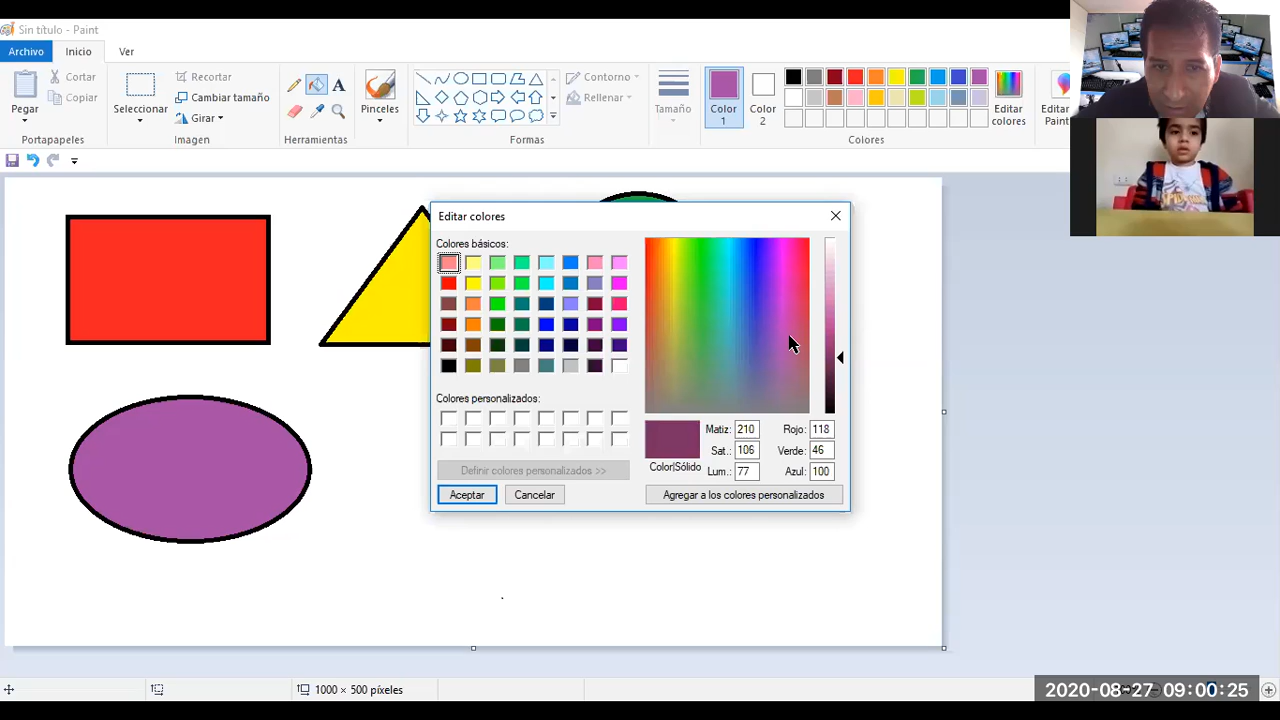 Sin título - Paint
Archivo Inicio Ver
Pegar
Cortar
Copiar
Portapapeles
Seleccionar
Recortar
Cambiar tamaño
Girar
Imagen
A
Herramientas
Pinceles
Contorno
Rellenar
Formas
Tamaño
Color 1
Color 2
Editar colores
Editar
Paint
Colores
Editar colores
Colores básicos:
Colores personalizados:
Definir colores personalizados >>
Aceptar Cancelar
Color|Sólido
Matiz: 210 Rojo: 118
Sat.: 106 Verde: 46
Lum.: 77 Azul: 100
Agregar a los colores personalizados
1000 × 500 píxeles
2020-08-27 09:00:25